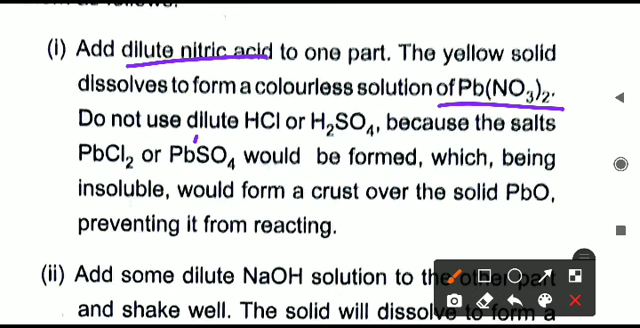 (i) Add dilute nitric acid to one part. The yellow solid
dissolves to form a colourless solution of Pb(NO₃)₂.
Do not use dilute HCl or H₂SO₄, because the salts
PbCl₂ or PbSO₄ would be formed, which, being
insoluble, would form a crust over the solid PbO,
preventing it from reacting.
(ii) Add some dilute NaOH solution to the other part
and shake well. The solid will dissolve to form a